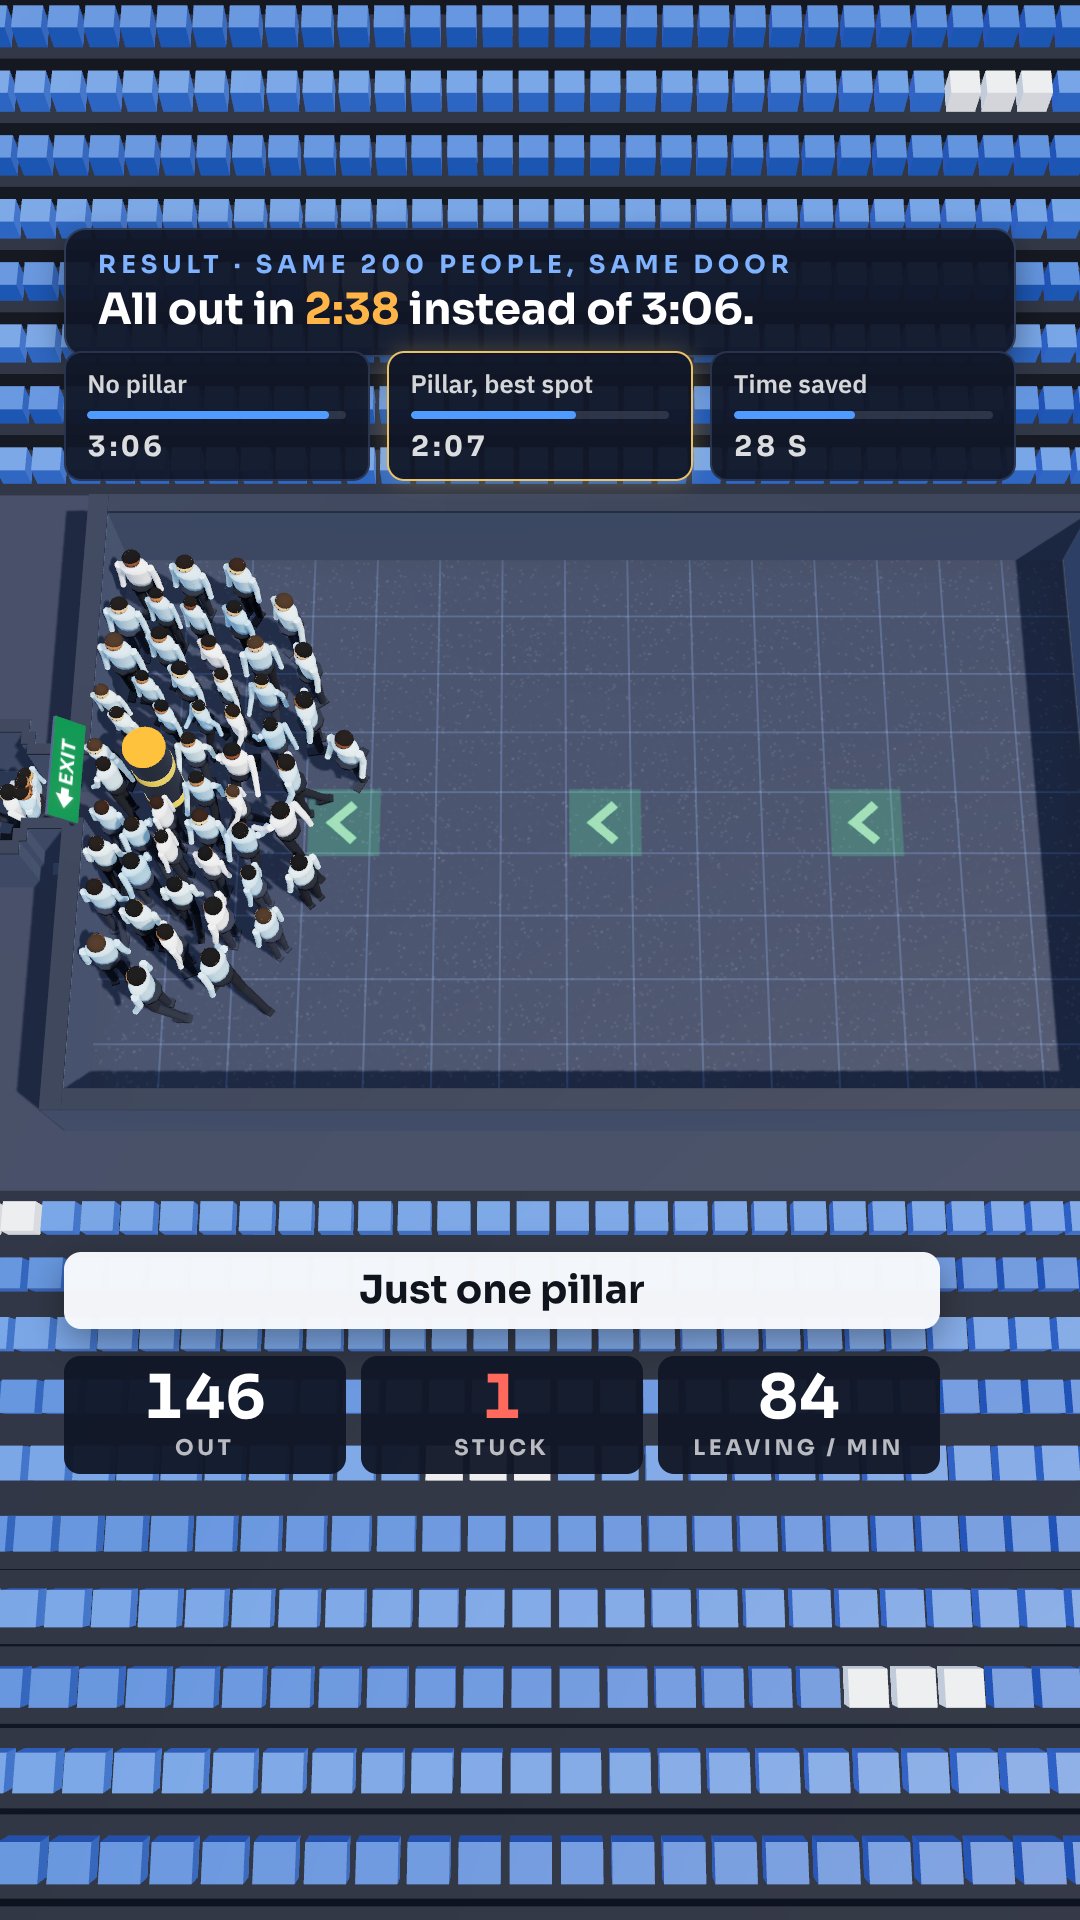 RESULT · SAME 200 PEOPLE, SAME DOOR
All out in 2:38 instead of 3:06.
No pillar
3:06
Pillar, best spot
2:07
Time saved
28 S
EXIT
Just one pillar
146
OUT
1
STUCK
84
LEAVING / MIN